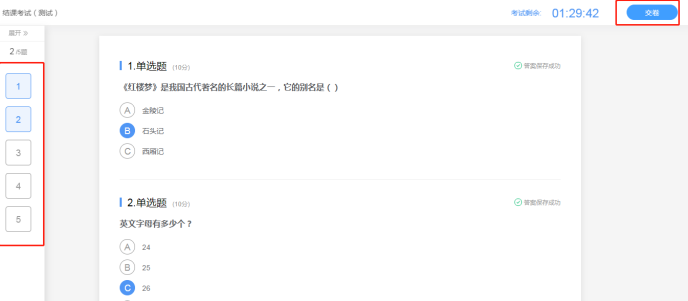 结课考试（测试）
考试剩余: 01:29:42 交卷
展开 »
2 /5题
1
2
3
4
5
1.单选题 (10分) 答案保存成功
《红楼梦》是我国古代著名的长篇小说之一，它的别名是 ( )
A 金陵记
B 石头记
C 西厢记
2.单选题 (10分) 答案保存成功
英文字母有多少个？
A 24
B 25
C 26